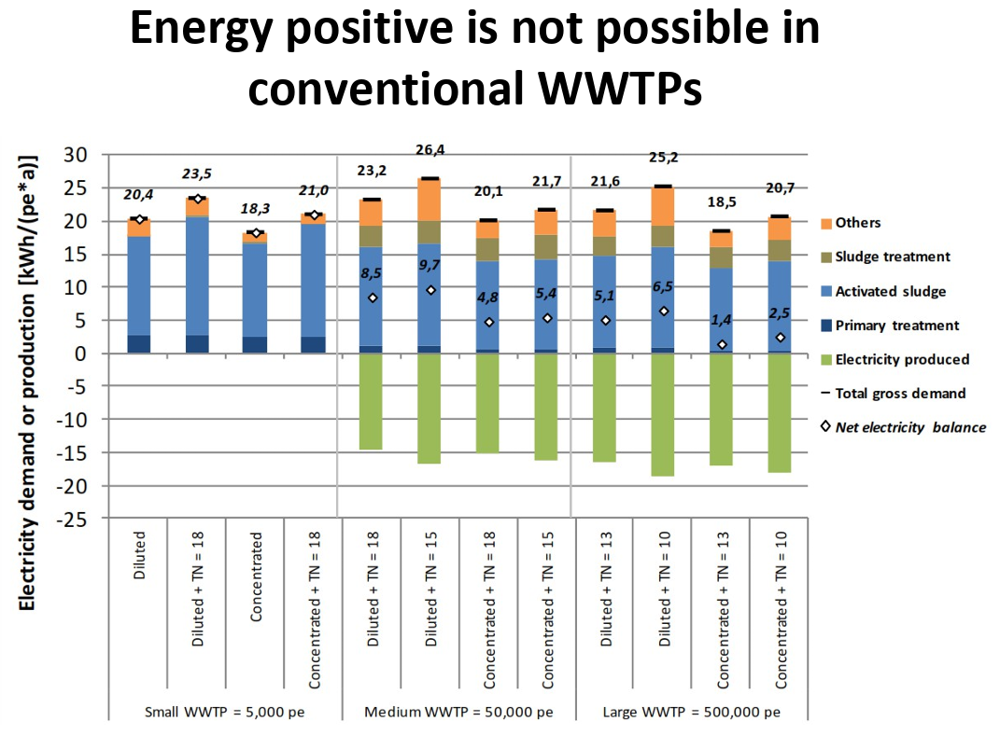 Energy positive is not possible in
conventional WWTPs
Electricity demand or production [kWh/(pe*a)]
30
25
20
15
10
5
0
-5
-10
-15
-20
-25
20,4
23,5
18,3
21,0
23,2
26,4
20,1
21,7
21,6
25,2
18,5
20,7
8,5
9,7
4,8
5,4
5,1
6,5
1,4
2,5
Others
Sludge treatment
Activated sludge
Primary treatment
Electricity produced
Total gross demand
Net electricity balance
Diluted
Diluted + TN = 18
Concentrated
Concentrated + TN = 18
Diluted + TN = 18
Diluted + TN = 15
Concentrated + TN = 18
Concentrated + TN = 15
Diluted + TN = 13
Diluted + TN = 10
Concentrated + TN = 13
Concentrated + TN = 10
Small WWTP = 5,000 pe
Medium WWTP = 50,000 pe
Large WWTP = 500,000 pe